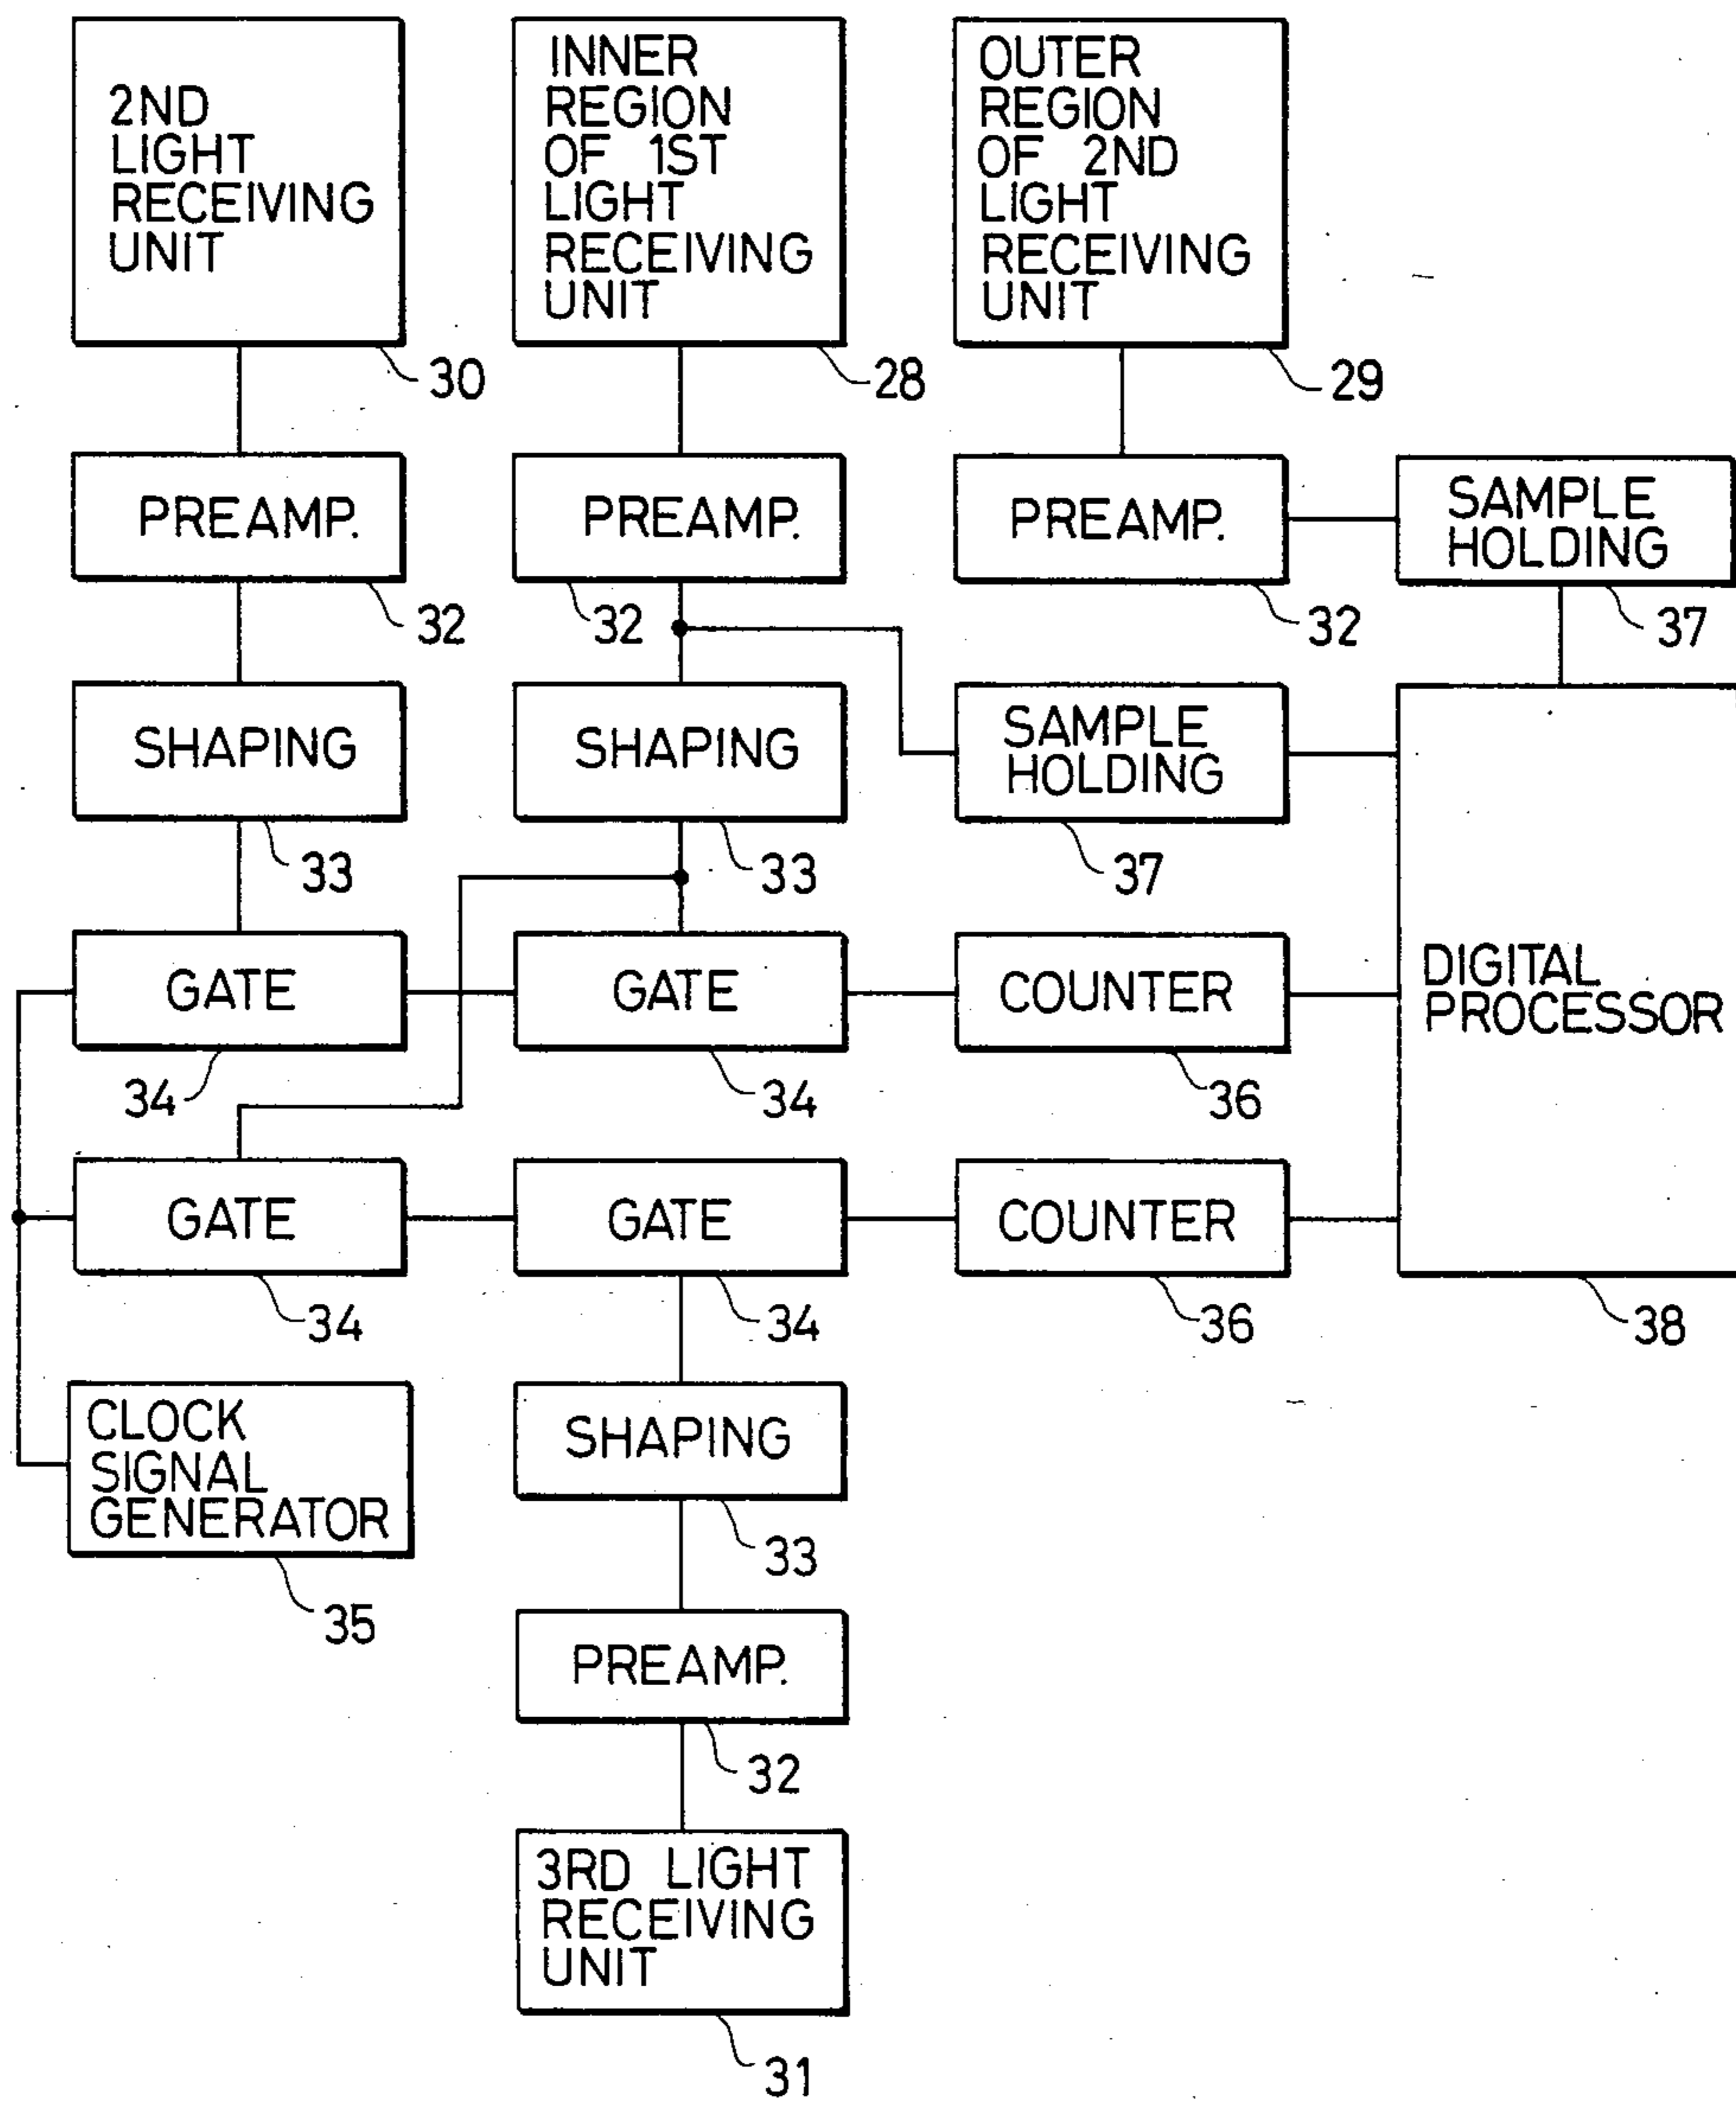 2ND
LIGHT
RECEIVING
UNIT
30
INNER
REGION
OF 1ST
LIGHT
RECEIVING
UNIT
28
OUTER
REGION
OF 2ND
LIGHT
RECEIVING
UNIT
29
PREAMP.
32
PREAMP.
32
PREAMP.
32
SAMPLE
HOLDING
37
SHAPING
33
SHAPING
33
SAMPLE
HOLDING
37
GATE
34
GATE
34
COUNTER
36
DIGITAL
PROCESSOR
38
GATE
34
GATE
34
COUNTER
36
CLOCK
SIGNAL
GENERATOR
35
SHAPING
33
PREAMP.
32
3RD LIGHT
RECEIVING
UNIT
31